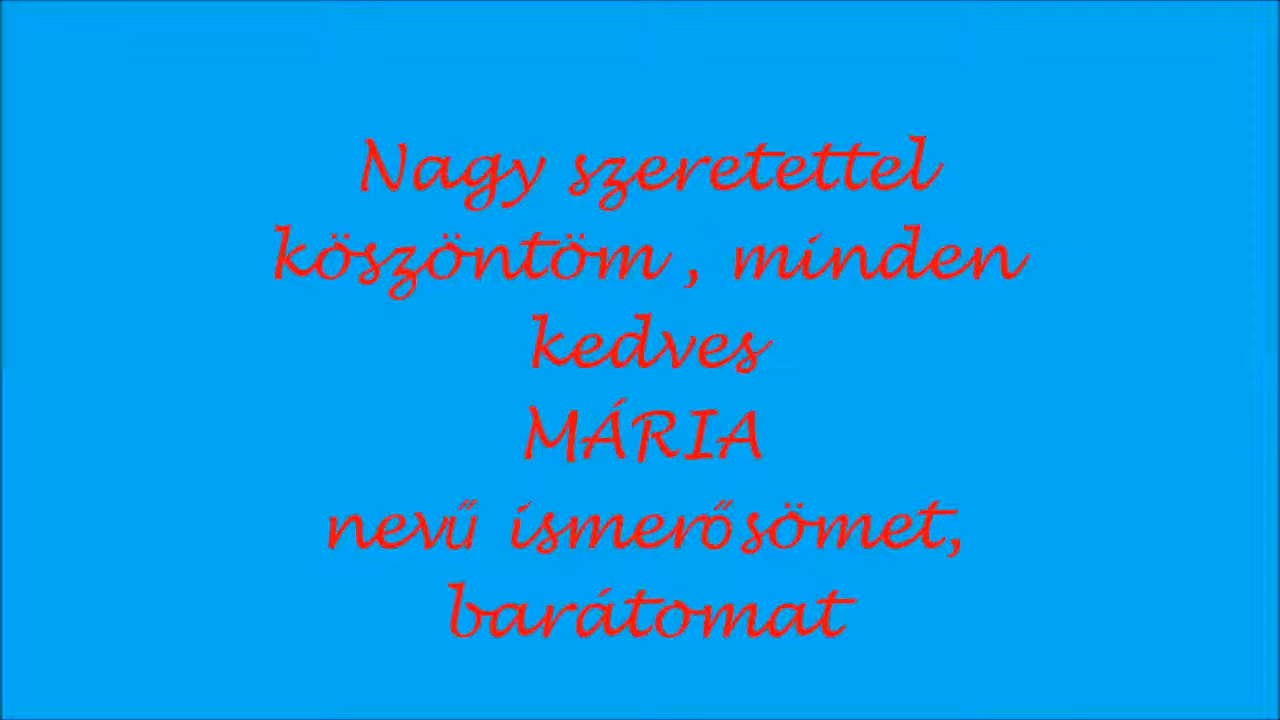 Nagy szeretettel
köszöntöm , minden
kedves
MÁRIA
nevű ismerősömet,
barátomat